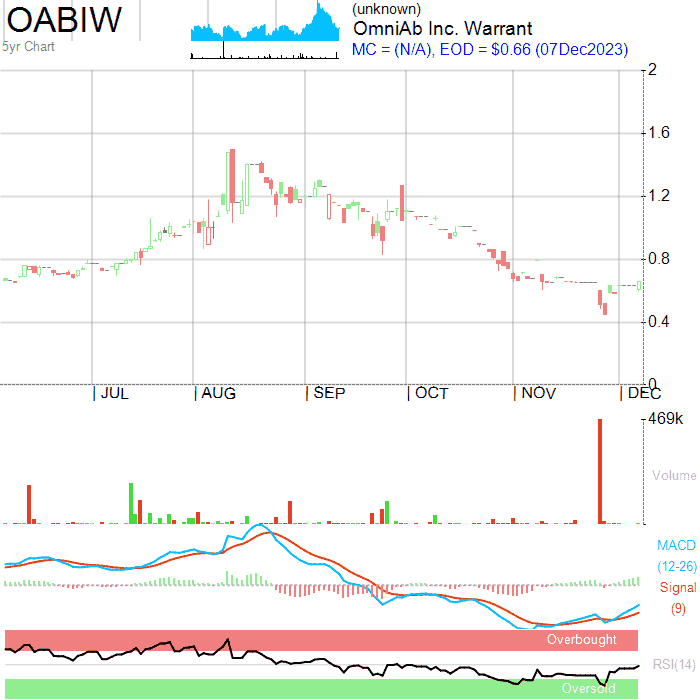 OABIW
5yr Chart
(unknown)
OmniAb Inc. Warrant
MC = (N/A), EOD = $0.66 (07Dec2023)
2
1.6
1.2
0.8
0.4
0
JUL AUG SEP OCT NOV DEC
469k
Volume
MACD
(12-26)
Signal
(9)
Overbought
RSI(14)
Oversold